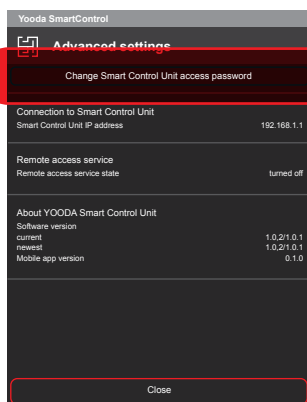 Yooda SmartControl
Advanced settings
Change Smart Control Unit access password
Connection to Smart Control Unit
Smart Control Unit IP address 192.168.1.1
Remote access service
Remote access service state turned off
About YOODA Smart Control Unit
Software version
current 1.0,2/1.0.1
newest 1.0,2/1.0.1
Mobile app version 0.1.0
Close